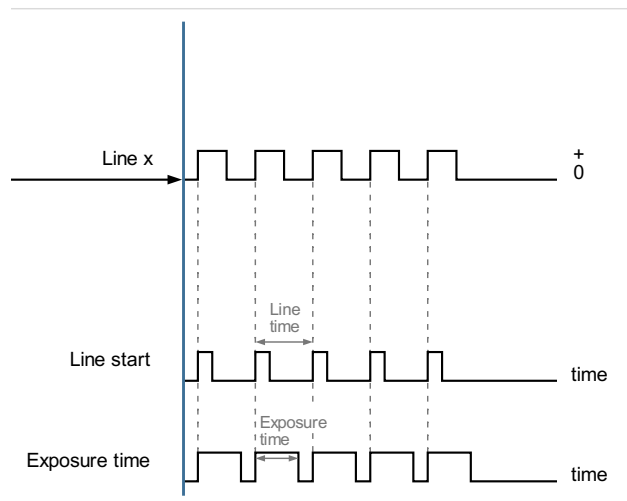 Line x
+
0
Line
time
Line start
time
Exposure
time
Exposure time
time